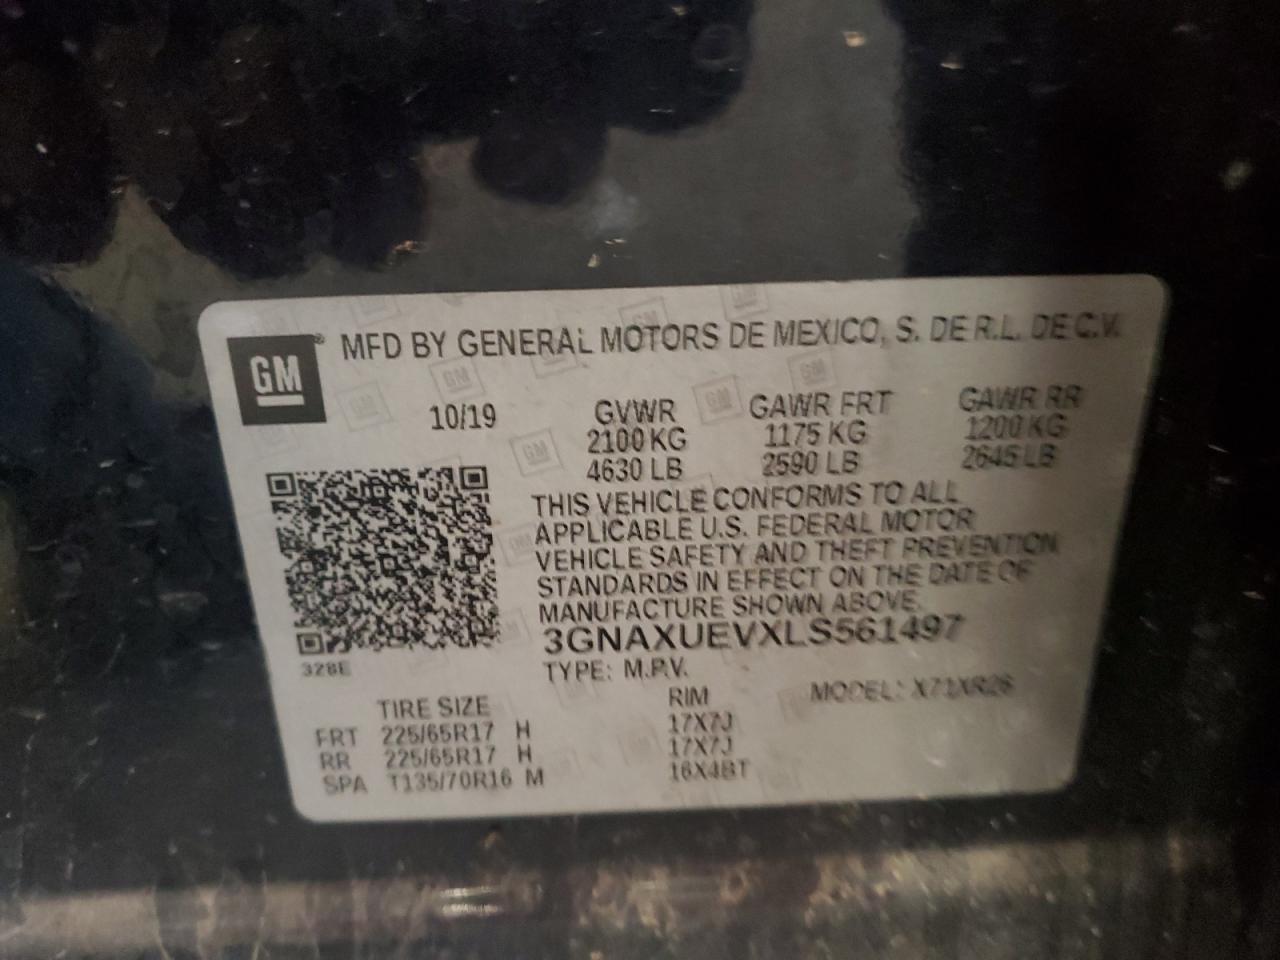 GM
MFD BY GENERAL MOTORS DE MEXICO, S. DE R.L. DE C.V.
10/19 GVWR GAWR FRT GAWR RR
2100 KG 1175 KG 1200 KG
4630 LB 2590 LB 2645 LB
THIS VEHICLE CONFORMS TO ALL
APPLICABLE U.S. FEDERAL MOTOR
VEHICLE SAFETY AND THEFT PREVENTION
STANDARDS IN EFFECT ON THE DATE OF
MANUFACTURE SHOWN ABOVE.
3GNAXUEVXLS561497
328E
TYPE: M.P.V.
MODEL: X71XR26
TIRE SIZE RIM
FRT 225/65R17 H 17X7J
RR 225/65R17 H 17X7J
SPA T135/70R16 M 16X4BT